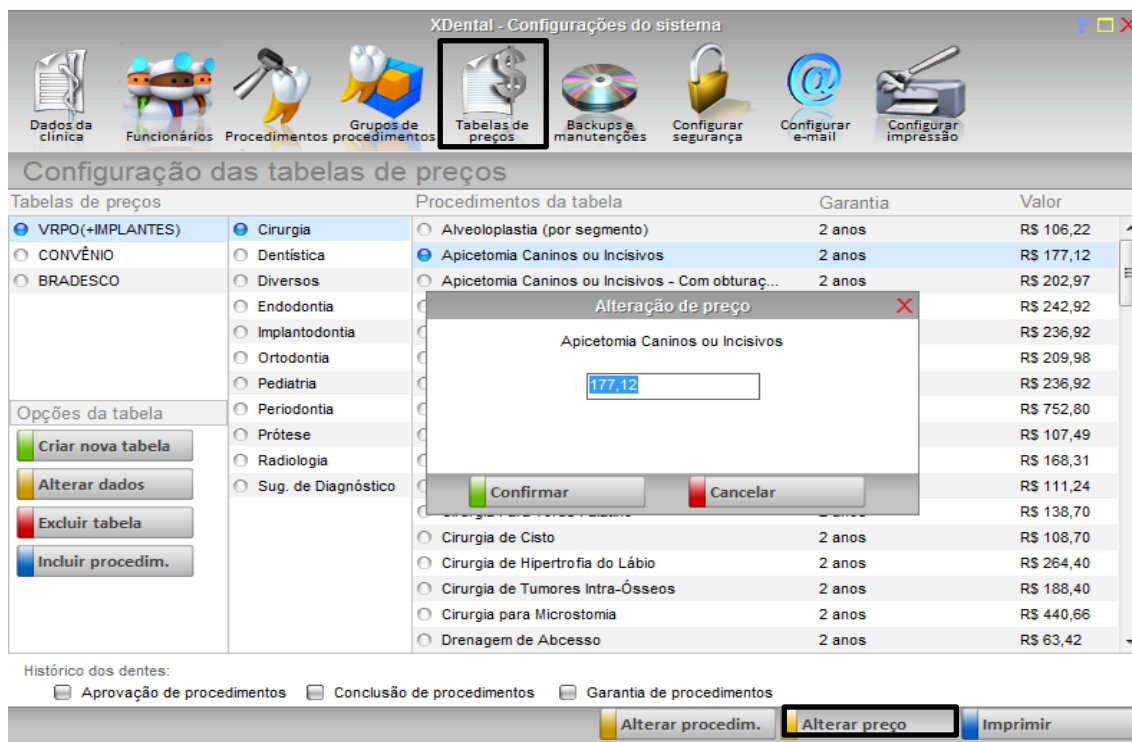 XDental - Configurações do sistema
?
Dados da clínica
Funcionários
Procedimentos
Grupos de procedimentos
Tabelas de preços
Backups e manutenções
Configurar segurança
Configurar e-mail
Configurar impressão
Configuração das tabelas de preços
Tabelas de preços
Procedimentos da tabela Garantia Valor
VRPO(+IMPLANTES) Cirurgia Alveoloplastia (por segmento) 2 anos R$ 106,22
CONVÊNIO Dentística Apicetomia Caninos ou Incisivos 2 anos R$ 177,12
BRADESCO Diversos Apicetomia Caninos ou Incisivos - Com obturaç... 2 anos R$ 202,97
Endodontia R$ 242,92
Implantodontia R$ 236,92
Ortodontia R$ 209,98
Pediatria R$ 236,92
Periodontia R$ 752,80
Prótese R$ 107,49
Radiologia R$ 168,31
Sug. de Diagnóstico R$ 111,24
R$ 138,70
Cirurgia de Cisto 2 anos R$ 108,70
Cirurgia de Hipertrofia do Lábio 2 anos R$ 264,40
Cirurgia de Tumores Intra-Ósseos 2 anos R$ 188,40
Cirurgia para Microstomia 2 anos R$ 440,66
Drenagem de Abcesso 2 anos R$ 63,42
Alteração de preço
Apicetomia Caninos ou Incisivos
177,12
Confirmar Cancelar
Opções da tabela
Criar nova tabela
Alterar dados
Excluir tabela
Incluir procedim.
Histórico dos dentes:
Aprovação de procedimentos Conclusão de procedimentos Garantia de procedimentos
Alterar procedim. Alterar preço Imprimir